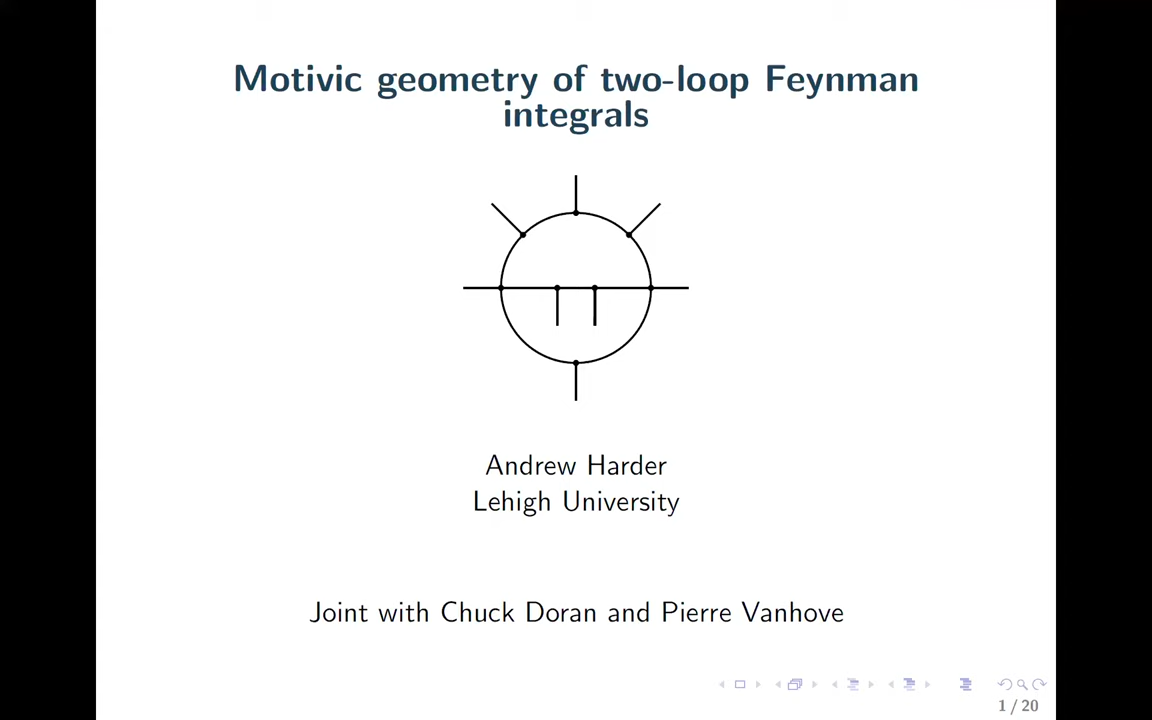 Motivic geometry of two-loop Feynman
integrals
Andrew Harder
Lehigh University
Joint with Chuck Doran and Pierre Vanhove
1 / 20